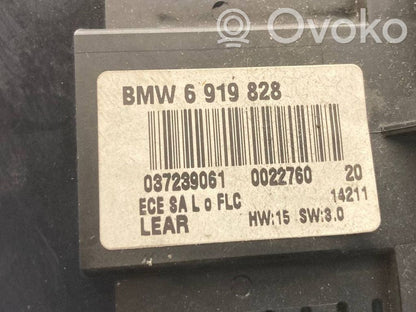 Ovoko
BMW 6 919 828
037239061 0022760 20
ECE SA L o FLC 14211
LEAR HW:15 SW:3.0